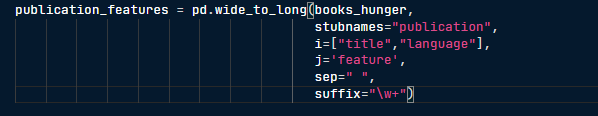 publication_features = pd.wide_to_long(books_hunger,
stubnames="publication",
i=["title","language"],
j='feature',
sep=" ",
suffix="\w+")